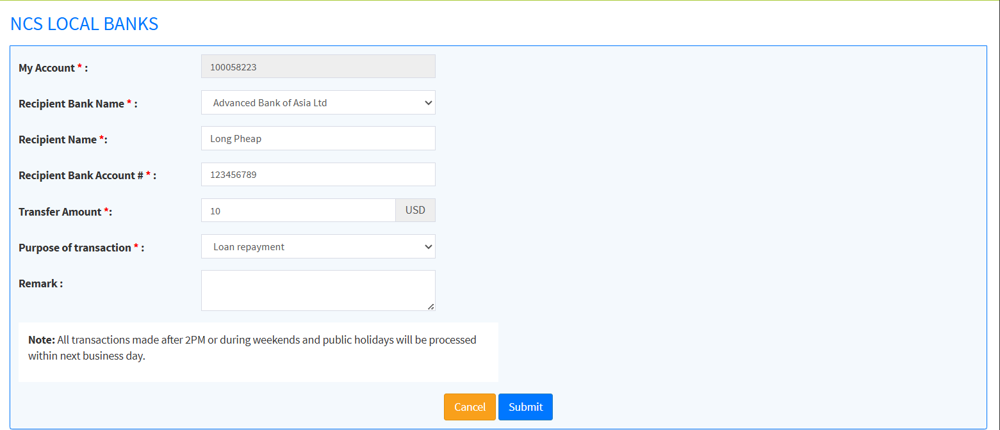 NCS LOCAL BANKS
My Account * :
100058223
Recipient Bank Name * :
Advanced Bank of Asia Ltd
Recipient Name *:
Long Pheap
Recipient Bank Account # * :
123456789
Transfer Amount *:
10
USD
Purpose of transaction * :
Loan repayment
Remark :
Note: All transactions made after 2PM or during weekends and public holidays will be processed
within next business day.
Cancel
Submit